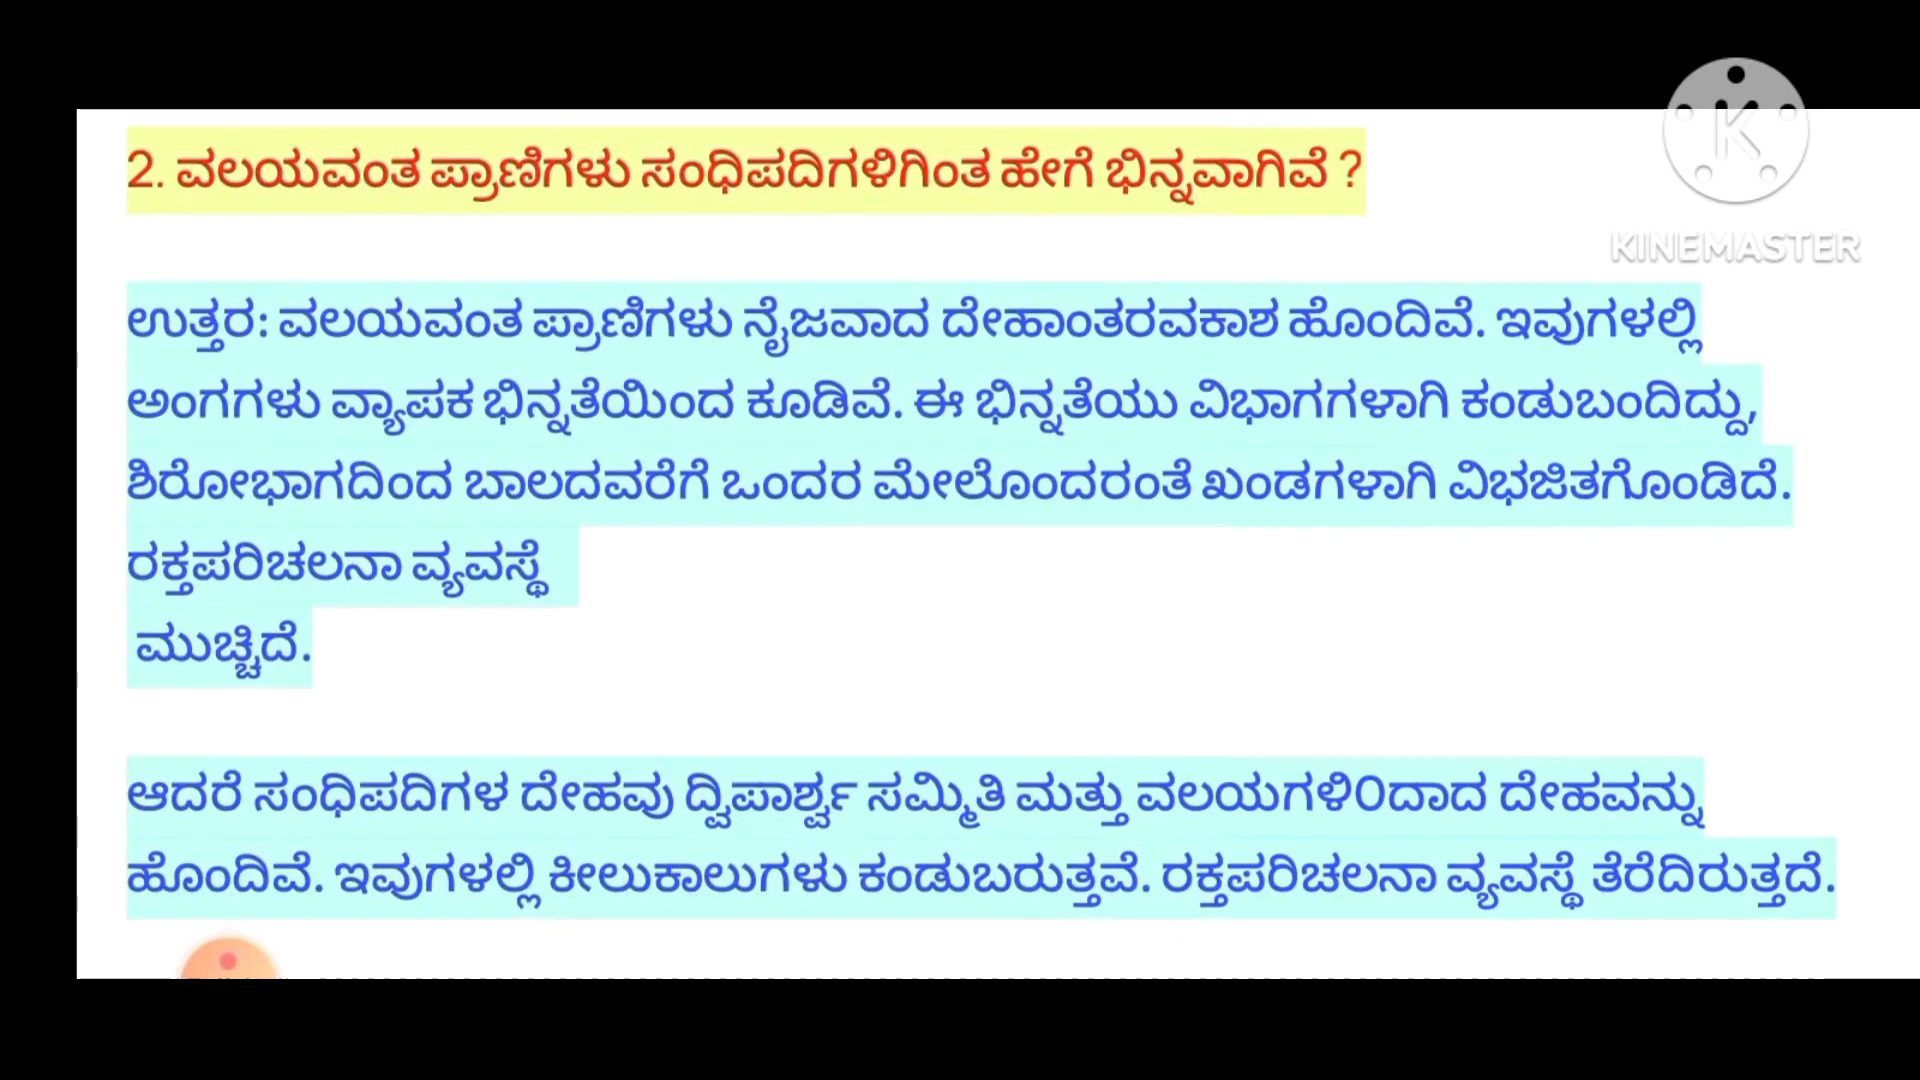 KINEMASTER
2. ವಲಯವಂತ ಪ್ರಾಣಿಗಳು ಸಂಧಿಪದಿಗಳಿಗಿಂತ ಹೇಗೆ ಭಿನ್ನವಾಗಿವೆ ?
ಉತ್ತರ: ವಲಯವಂತ ಪ್ರಾಣಿಗಳು ನೈಜವಾದ ದೇಹಾಂತರವಕಾಶ ಹೊಂದಿವೆ. ಇವುಗಳಲ್ಲಿ
ಅಂಗಗಳು ವ್ಯಾಪಕ ಭಿನ್ನತೆಯಿಂದ ಕೂಡಿವೆ. ಈ ಭಿನ್ನತೆಯು ವಿಭಾಗಗಳಾಗಿ ಕಂಡುಬಂದಿದ್ದು,
ಶಿರೋಭಾಗದಿಂದ ಬಾಲದವರೆಗೆ ಒಂದರ ಮೇಲೊಂದರಂತೆ ಖಂಡಗಳಾಗಿ ವಿಭಜಿತಗೊಂಡಿದೆ.
ರಕ್ತಪರಿಚಲನಾ ವ್ಯವಸ್ಥೆ
ಮುಚ್ಚಿದೆ.
ಆದರೆ ಸಂಧಿಪದಿಗಳ ದೇಹವು ದ್ವಿಪಾರ್ಶ್ವ ಸಮ್ಮಿತಿ ಮತ್ತು ವಲಯಗಳಿ೦ದಾದ ದೇಹವನ್ನು
ಹೊಂದಿವೆ. ಇವುಗಳಲ್ಲಿ ಕೀಲುಕಾಲುಗಳು ಕಂಡುಬರುತ್ತವೆ. ರಕ್ತಪರಿಚಲನಾ ವ್ಯವಸ್ಥೆ ತೆರೆದಿರುತ್ತದೆ.